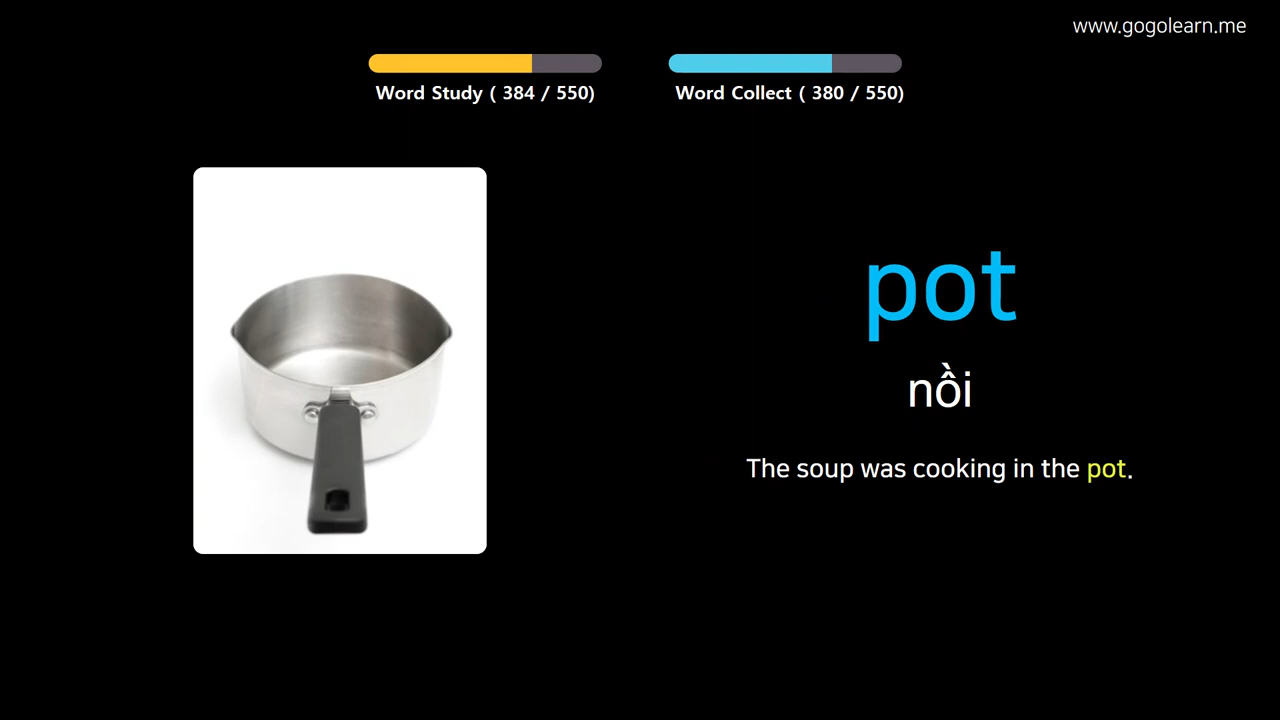 www.gogolearn.me
Word Study ( 384 / 550)
Word Collect ( 380 / 550)
pot
nồi
The soup was cooking in the pot.